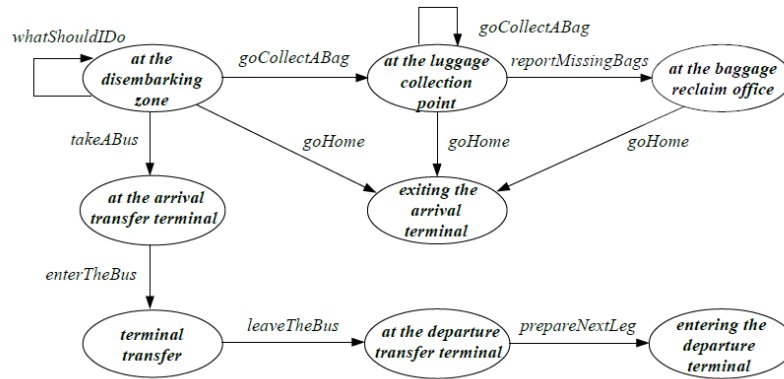 whatShouldIDo
at the
disembarking
zone
goCollectABag
goCollectABag
at the luggage
collection
point
reportMissingBags
at the baggage
reclaim office
takeABus
goHome
goHome
goHome
at the arrival
transfer terminal
exiting the
arrival
terminal
enterTheBus
terminal
transfer
leaveTheBus
at the departure
transfer terminal
prepareNextLeg
entering the
departure
terminal